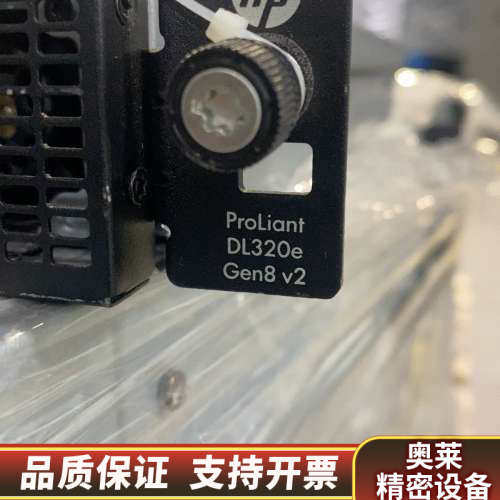 hp
ProLiant
DL320e
Gen8 v2
品质保证 支持开票
奥莱
精密设备